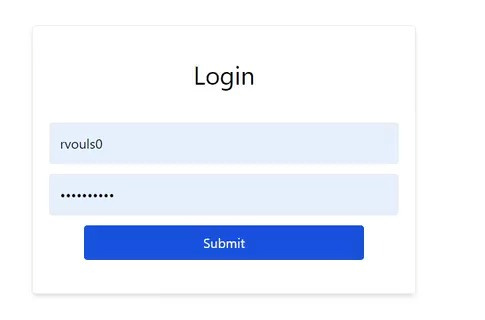 Login
rvouls0
••••••••••
Submit